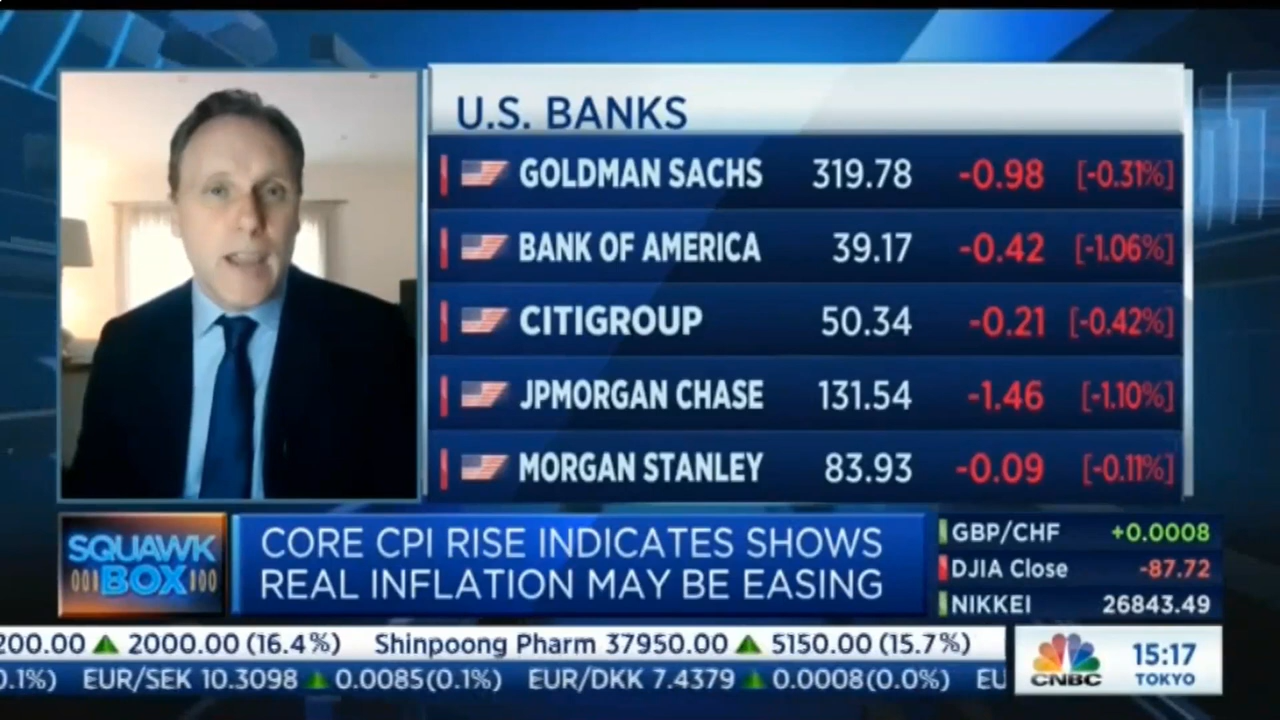 U.S. BANKS
GOLDMAN SACHS 319.78 -0.98 [-0.31%]
BANK OF AMERICA 39.17 -0.42 [-1.06%]
CITIGROUP 50.34 -0.21 [-0.42%]
JPMORGAN CHASE 131.54 -1.46 [-1.10%]
MORGAN STANLEY 83.93 -0.09 [-0.11%]
SQUAWK
BOX
CORE CPI RISE INDICATES SHOWS
REAL INFLATION MAY BE EASING
GBP/CHF +0.0008
DJIA Close -87.72
NIKKEI 26843.49
200.00 ▲ 2000.00 (16.4%) Shinpoong Pharm 37950.00 ▲ 5150.00 (15.7%)
0.1%) EUR/SEK 10.3098 ▲ 0.0085(0.1%) EUR/DKK 7.4379 ▲ 0.0008(0.0%) EU
CNBC
15:17
TOKYO